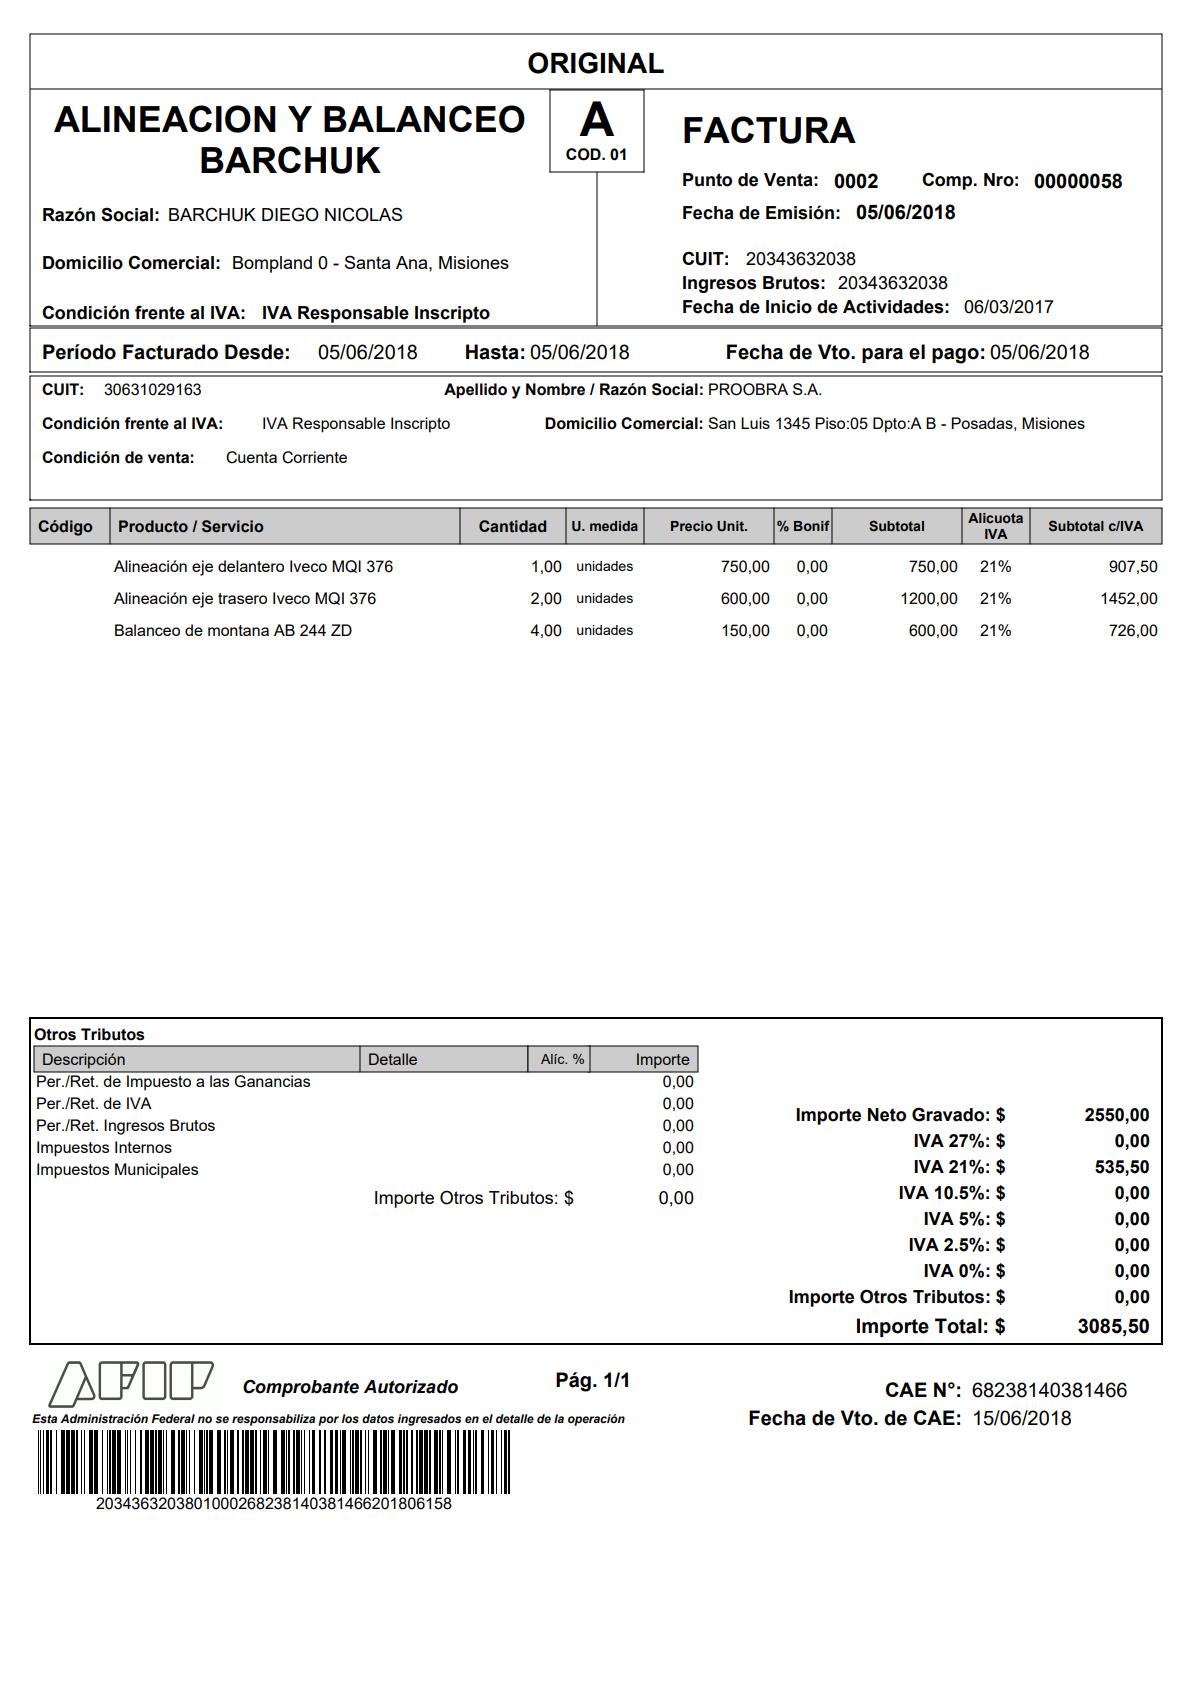 ORIGINAL
ALINEACION Y BALANCEO
BARCHUK
A
COD. 01
FACTURA
Punto de Venta: 0002 Comp. Nro: 00000058
Fecha de Emisión: 05/06/2018
Razón Social: BARCHUK DIEGO NICOLAS
Domicilio Comercial: Bompland 0 - Santa Ana, Misiones
Condición frente al IVA: IVA Responsable Inscripto
CUIT: 20343632038
Ingresos Brutos: 20343632038
Fecha de Inicio de Actividades: 06/03/2017
Período Facturado Desde: 05/06/2018 Hasta: 05/06/2018 Fecha de Vto. para el pago: 05/06/2018
CUIT: 30631029163 Apellido y Nombre / Razón Social: PROOBRA S.A.
Condición frente al IVA: IVA Responsable Inscripto Domicilio Comercial: San Luis 1345 Piso:05 Dpto:A B - Posadas, Misiones
Condición de venta: Cuenta Corriente
Código Producto / Servicio Cantidad U. medida Precio Unit. % Bonif Subtotal Alicuota IVA Subtotal c/IVA
Alineación eje delantero Iveco MQI 376 1,00 unidades 750,00 0,00 750,00 21% 907,50
Alineación eje trasero Iveco MQI 376 2,00 unidades 600,00 0,00 1200,00 21% 1452,00
Balanceo de montana AB 244 ZD 4,00 unidades 150,00 0,00 600,00 21% 726,00
Otros Tributos
Descripción Detalle Alíc. % Importe
Per./Ret. de Impuesto a las Ganancias 0,00
Per./Ret. de IVA 0,00
Per./Ret. Ingresos Brutos 0,00
Impuestos Internos 0,00
Impuestos Municipales 0,00
Importe Otros Tributos: $ 0,00
Importe Neto Gravado: $ 2550,00
IVA 27%: $ 0,00
IVA 21%: $ 535,50
IVA 10.5%: $ 0,00
IVA 5%: $ 0,00
IVA 2.5%: $ 0,00
IVA 0%: $ 0,00
Importe Otros Tributos: $ 0,00
Importe Total: $ 3085,50
AFIP
Comprobante Autorizado
Pág. 1/1
CAE N°: 68238140381466
Fecha de Vto. de CAE: 15/06/2018
Esta Administración Federal no se responsabiliza por los datos ingresados en el detalle de la operación
2034363203801000268238140381466201806158